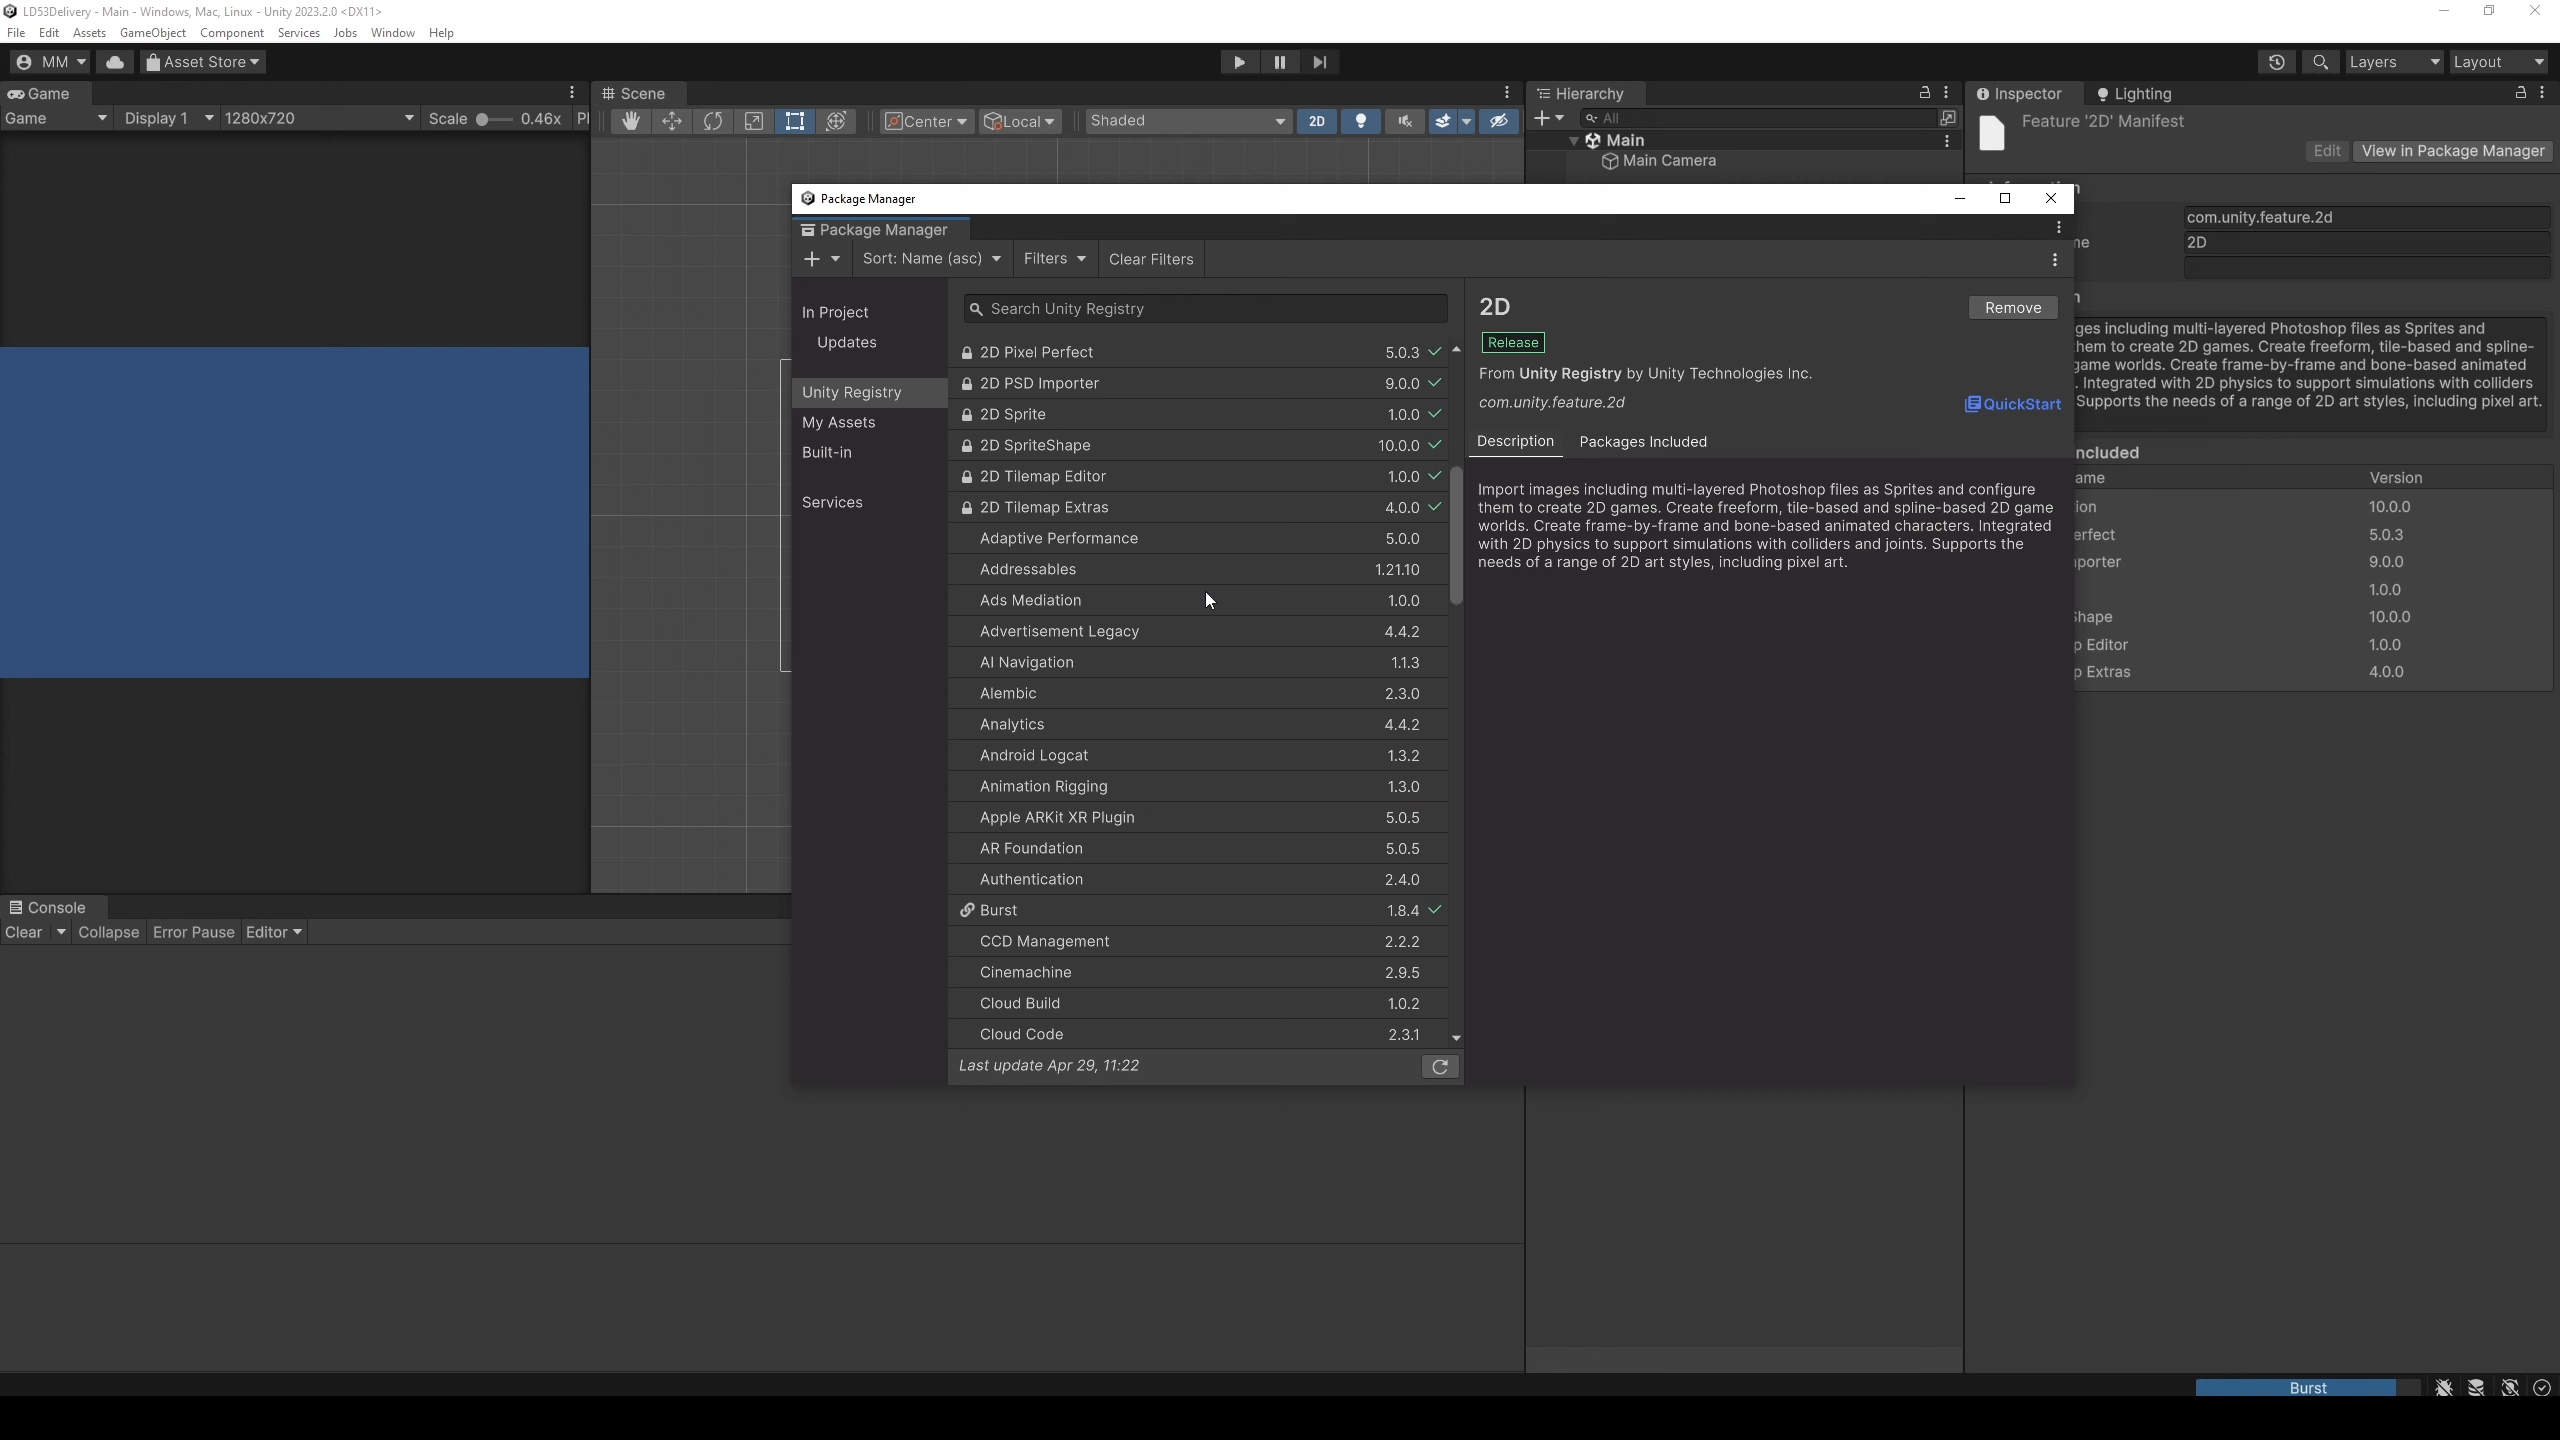 LD53Delivery - Main - Windows, Mac, Linux - Unity 2023.2.0 <DX11>
File Edit Assets GameObject Component Services Jobs Window Help
MM Asset Store Layers Layout
Game
Game Display 1 1280x720 Scale 0.46x Pl
Scene
Center Local Shaded 2D
Hierarchy
All
Main
Main Camera
Inspector Lighting
Feature '2D' Manifest
Edit View in Package Manager
com.unity.feature.2d
me 2D
ges including multi-layered Photoshop files as Sprites and
them to create 2D games. Create freeform, tile-based and spline-
game worlds. Create frame-by-frame and bone-based animated
. Integrated with 2D physics to support simulations with colliders
Supports the needs of a range of 2D art styles, including pixel art.
ncluded
ame Version
ion 10.0.0
erfect 5.0.3
porter 9.0.0
1.0.0
Shape 10.0.0
p Editor 1.0.0
p Extras 4.0.0
Package Manager
Package Manager
Sort: Name (asc) Filters Clear Filters
In Project
Updates
Unity Registry
My Assets
Built-in
Services
Search Unity Registry
2D Pixel Perfect 5.0.3
2D PSD Importer 9.0.0
2D Sprite 1.0.0
2D SpriteShape 10.0.0
2D Tilemap Editor 1.0.0
2D Tilemap Extras 4.0.0
Adaptive Performance 5.0.0
Addressables 1.21.10
Ads Mediation 1.0.0
Advertisement Legacy 4.4.2
AI Navigation 1.1.3
Alembic 2.3.0
Analytics 4.4.2
Android Logcat 1.3.2
Animation Rigging 1.3.0
Apple ARKit XR Plugin 5.0.5
AR Foundation 5.0.5
Authentication 2.4.0
Burst 1.8.4
CCD Management 2.2.2
Cinemachine 2.9.5
Cloud Build 1.0.2
Cloud Code 2.3.1
Last update Apr 29, 11:22
2D
Remove
Release
From Unity Registry by Unity Technologies Inc.
com.unity.feature.2d
QuickStart
Description Packages Included
Import images including multi-layered Photoshop files as Sprites and configure
them to create 2D games. Create freeform, tile-based and spline-based 2D game
worlds. Create frame-by-frame and bone-based animated characters. Integrated
with 2D physics to support simulations with colliders and joints. Supports the
needs of a range of 2D art styles, including pixel art.
Console
Clear Collapse Error Pause Editor
Burst